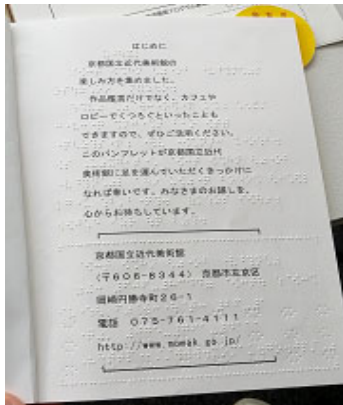 はじめに
京都国立近代美術館の
楽しみ方を集めました。
作品鑑賞だけでなく、カフェや
ロビーでくつろぐといったことも
できますので、ぜひご活用ください。
このパンフレットが京都国立近代
美術館に足を運んでいただくきっかけに
なれば幸いです。みなさまのお越しを、
心からお待ちしています。
京都国立近代美術館
(〒606-8344) 京都市左京区
岡崎円勝寺町26-1
電話 075-761-4111
http://www.momak.go.jp/